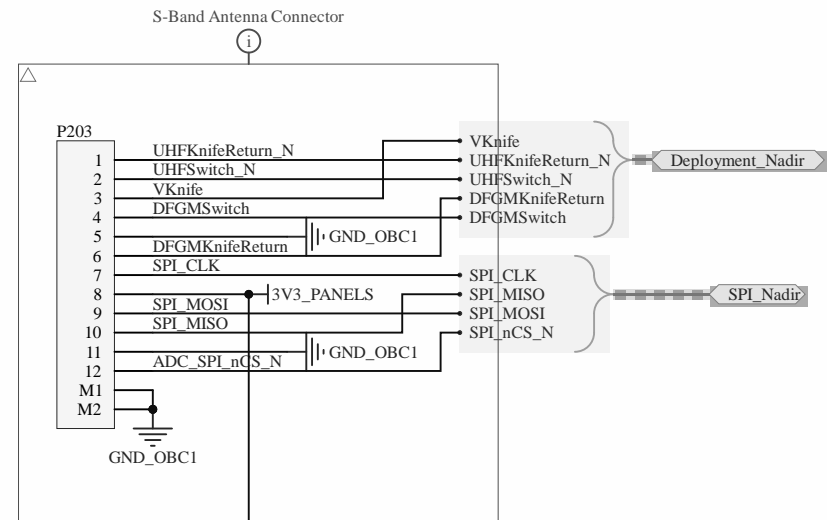 S-Band Antenna Connector
i
P203
1 UHFKnifeReturn_N
2 UHFSwitch_N
3 VKnife
4 DFGMSwitch
5 GND_OBC1
6 DFGMKnifeReturn
7 SPI_CLK
8 3V3_PANELS
9 SPI_MOSI
10 SPI_MISO
11 GND_OBC1
12 ADC_SPI_nCS_N
M1
M2
GND_OBC1
VKnife
UHFKnifeReturn_N
UHFSwitch_N
DFGMKnifeReturn
DFGMSwitch
Deployment_Nadir
SPI_CLK
SPI_MISO
SPI_MOSI
SPI_nCS_N
SPI_Nadir